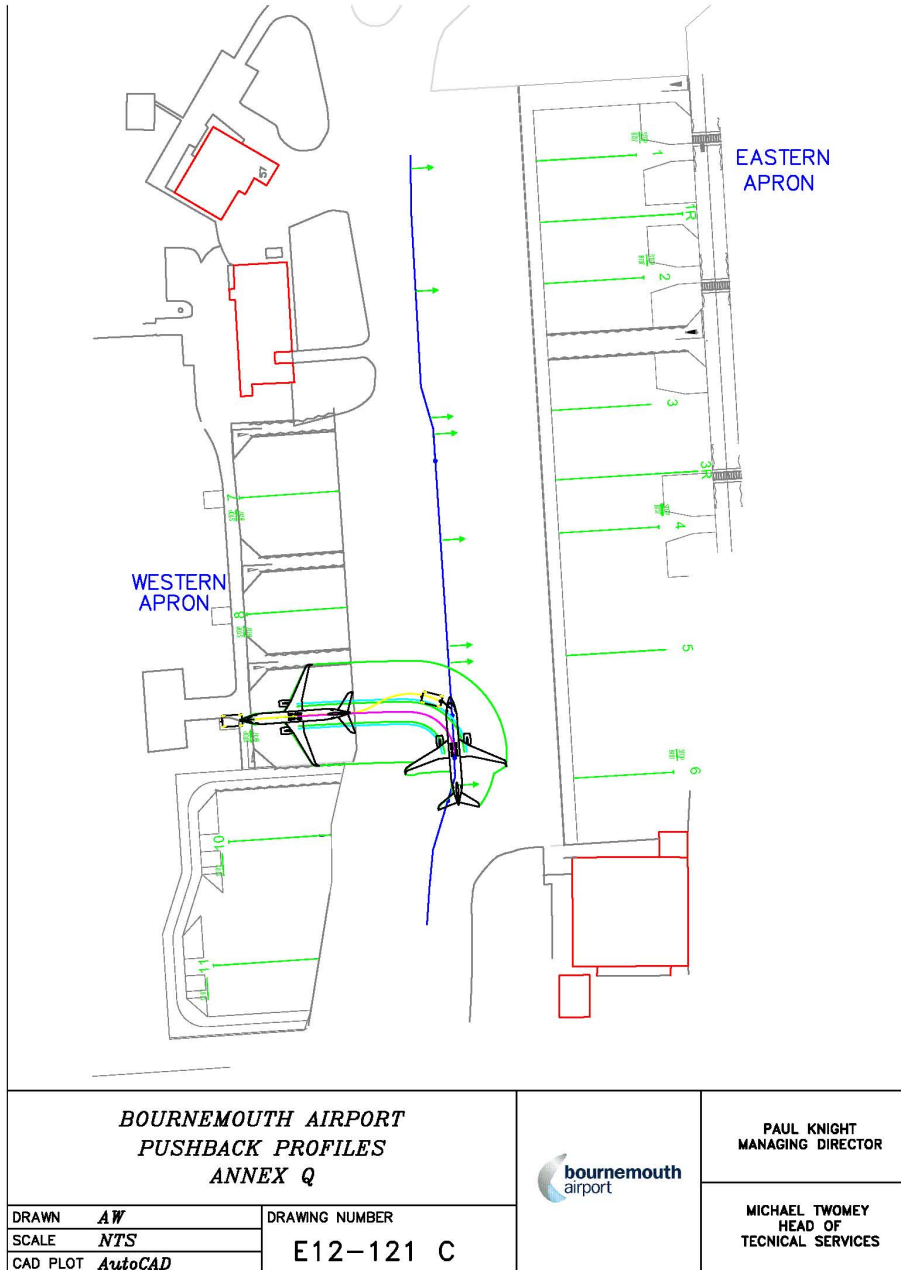 57
1
EASTERN
APRON
1R
2
3
3R
7
4
WESTERN
APRON
8
5
6
10
11
BOURNEMOUTH AIRPORT
PUSHBACK PROFILES
ANNEX Q
bournemouth
airport
PAUL KNIGHT
MANAGING DIRECTOR
MICHAEL TWOMEY
HEAD OF
TECNICAL SERVICES
DRAWN AW
SCALE NTS
CAD PLOT AutoCAD
DRAWING NUMBER
E12-121 C